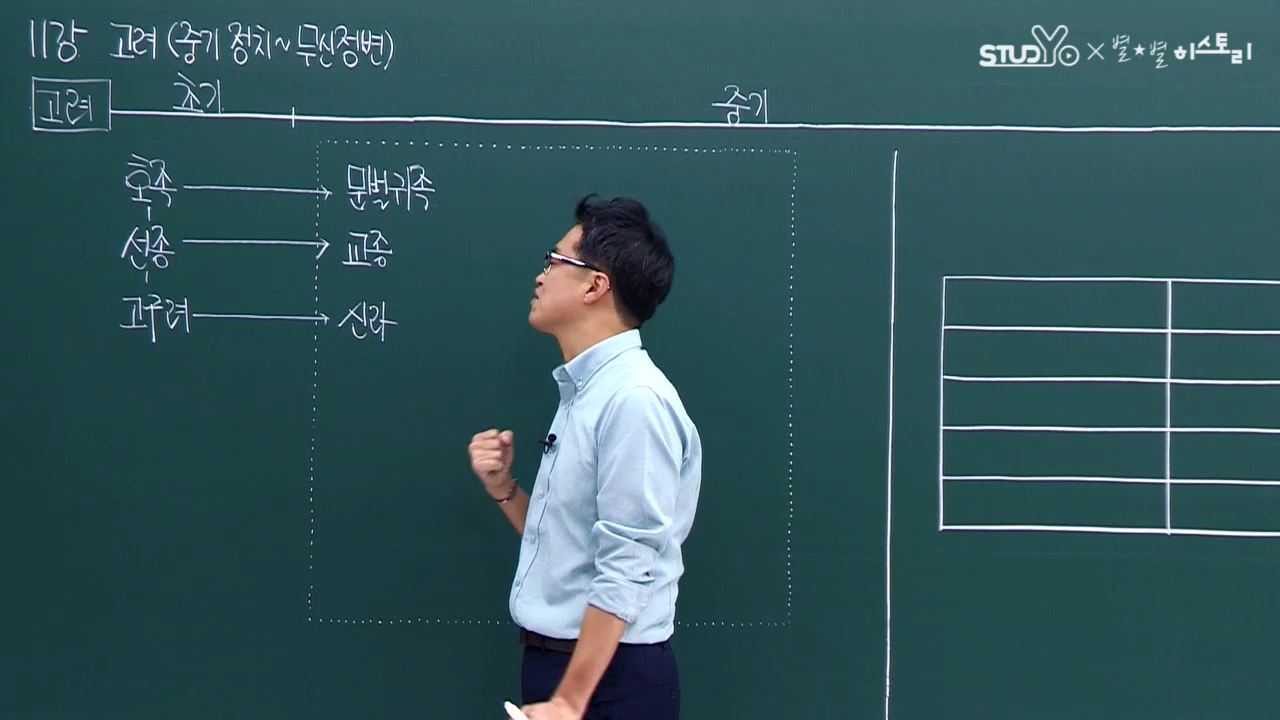 11강 고려 (중기 정치~무신정변)
STUDYo × 별★별 히스토리
고려 초기 중기
호족 → 문벌귀족
선종 → 교종
고구려 → 신라